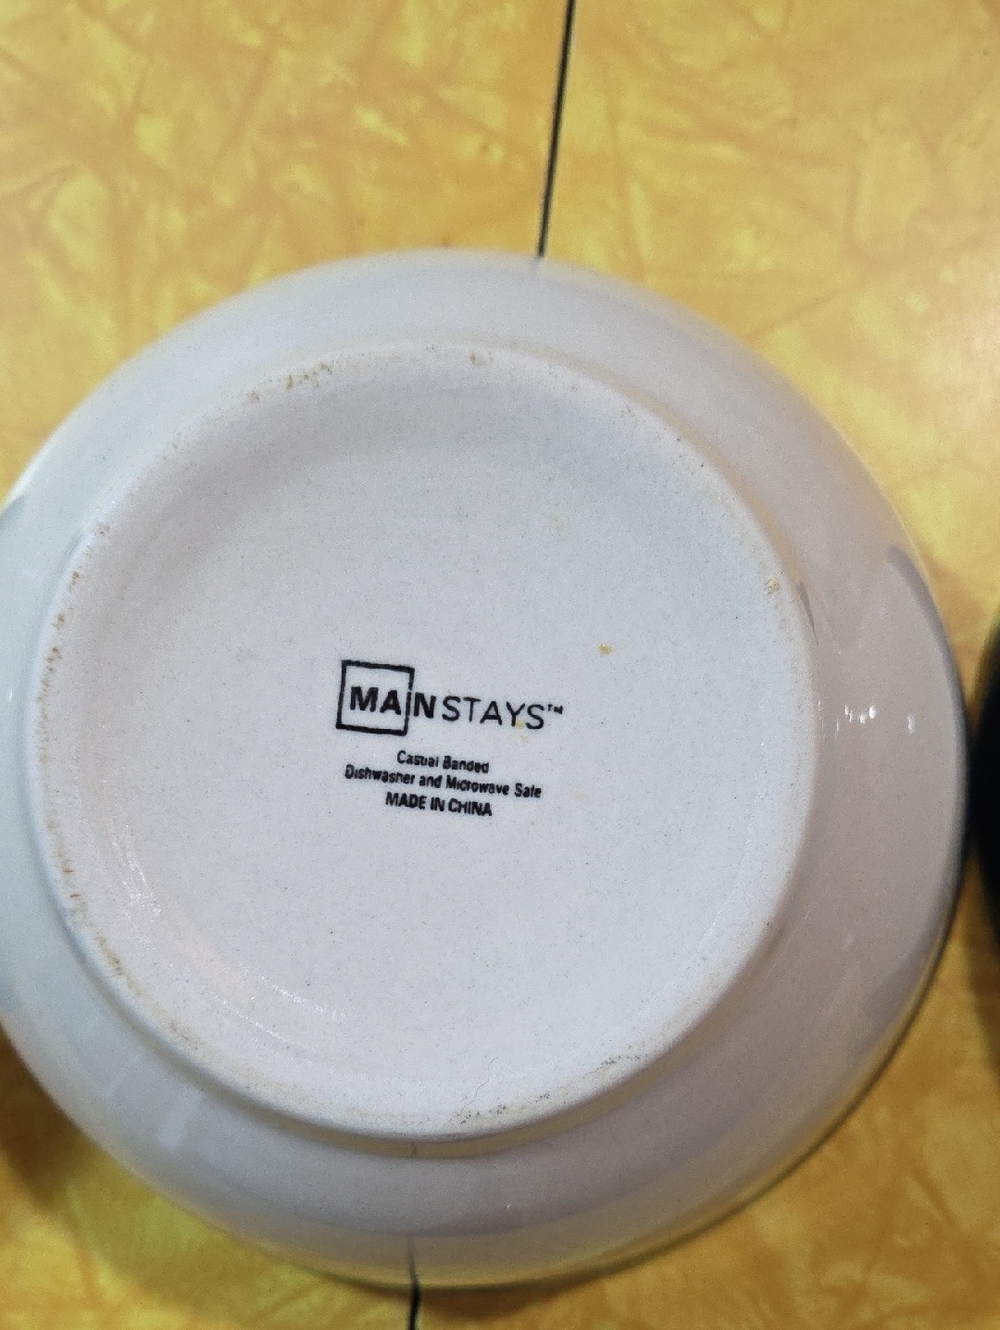 MAINSTAYS™
Casual Banded
Dishwasher and Microwave Safe
MADE IN CHINA